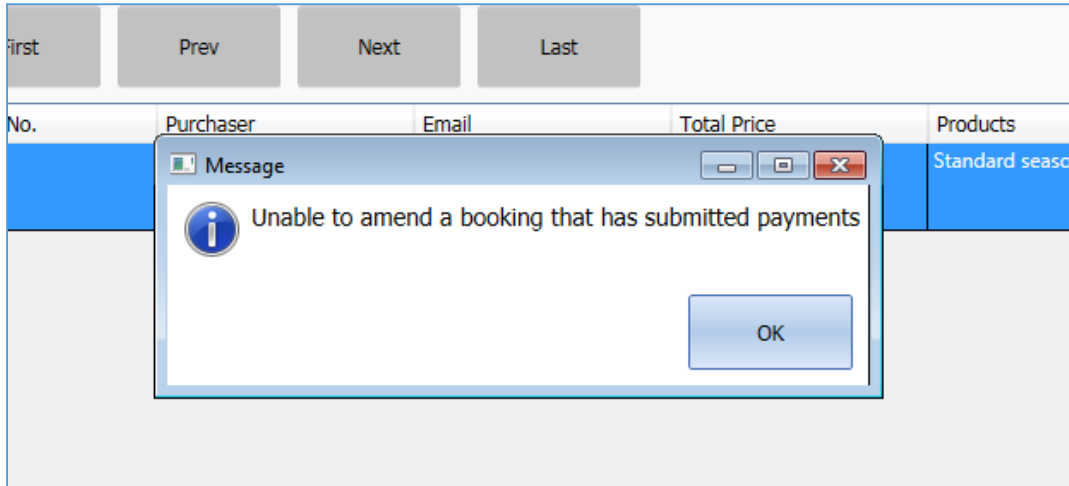 First Prev Next Last
No. Purchaser Email Total Price Products
Message
Standard seaso
Unable to amend a booking that has submitted payments
OK